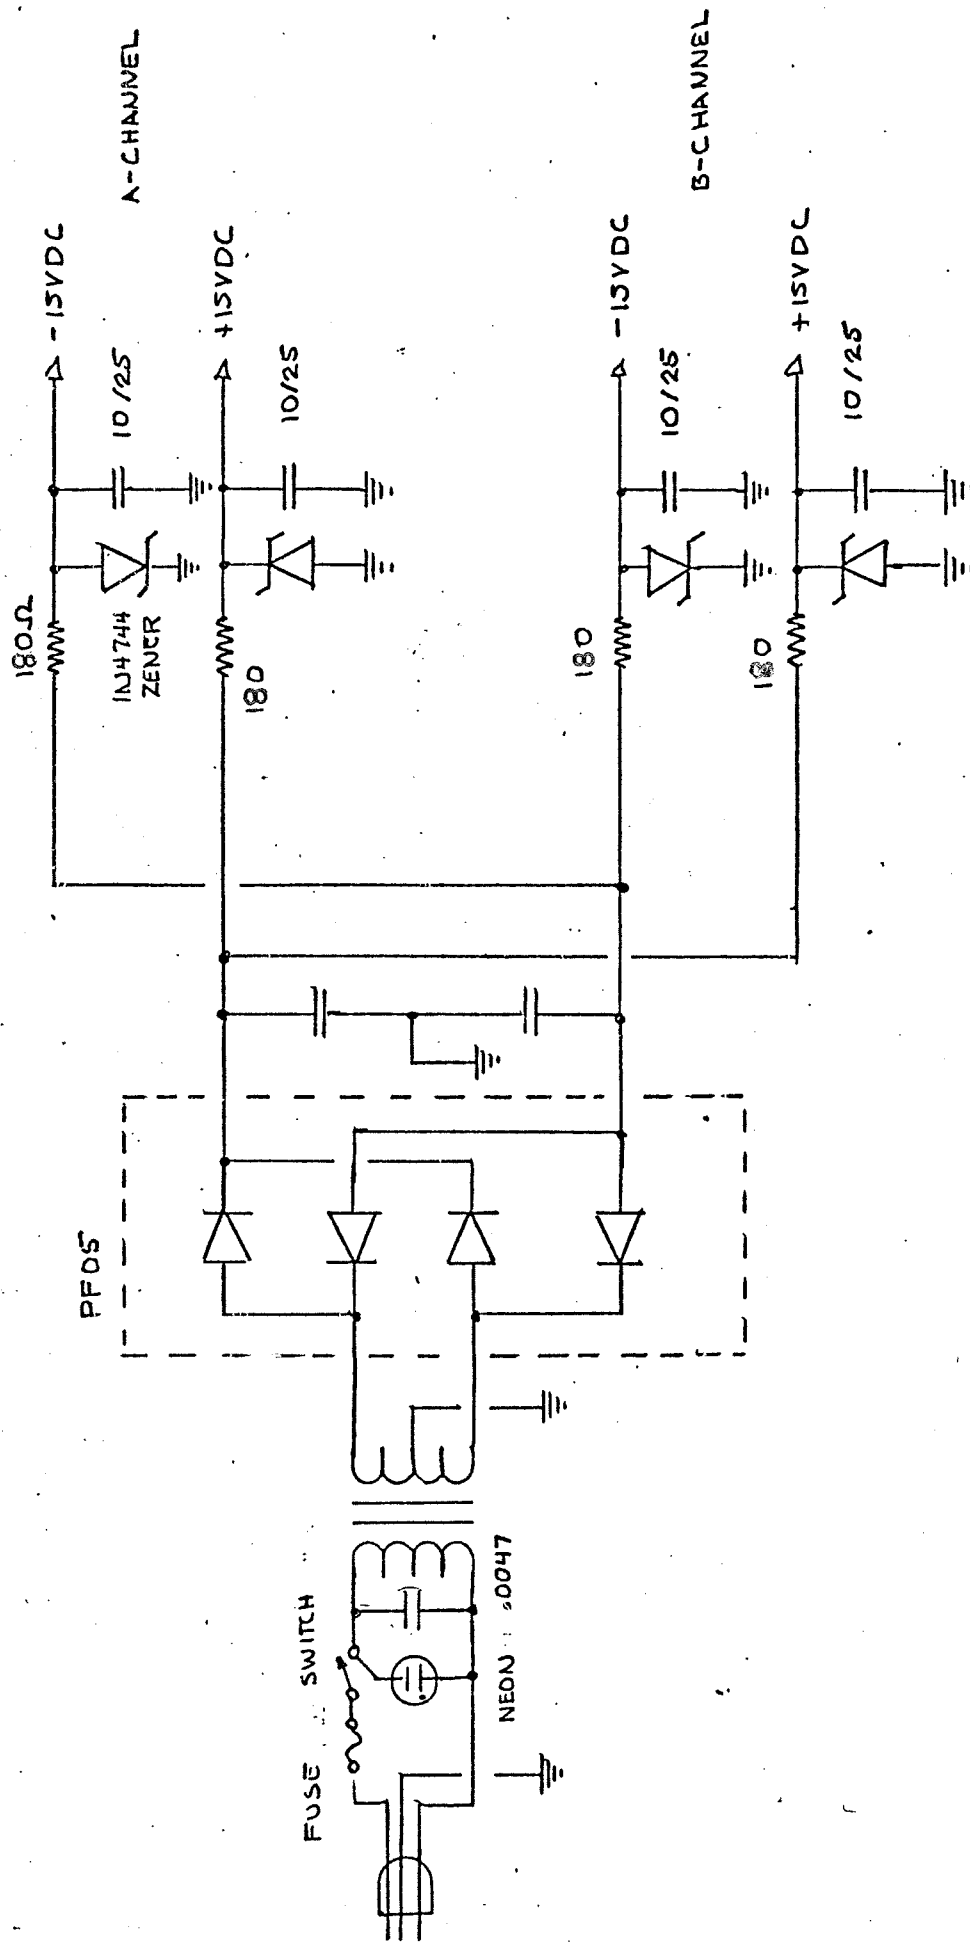 A-CHANNEL
-15VDC
10/25
180Ω
1N4744
ZENER
+15VDC
10/25
180
B-CHANNEL
-15VDC
10/25
180
+15VDC
10/25
180
PF05
FUSE
SWITCH
NEON
.0047